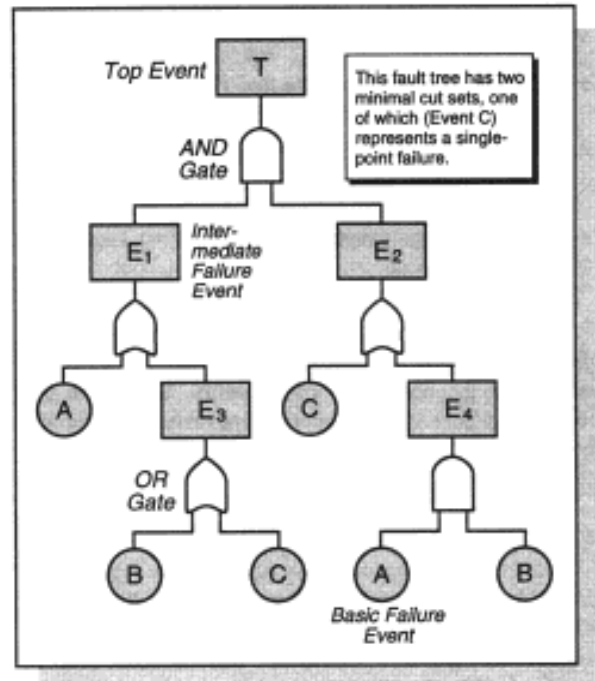 Top Event
T
This fault tree has two
minimal cut sets, one
of which (Event C)
represents a single-
point failure.
AND
Gate
E₁
Inter-
mediate
Failure
Event
E₂
A
E₃
C
E₄
OR
Gate
B
C
A
B
Basic Failure
Event